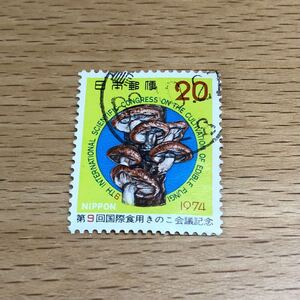 日本郵便
20
9TH INTERNATIONAL SCIENTIFIC CONGRESS ON THE CULTIVATION OF EDIBLE FUNGI
NIPPON
1974
第9回国際食用きのこ会議記念